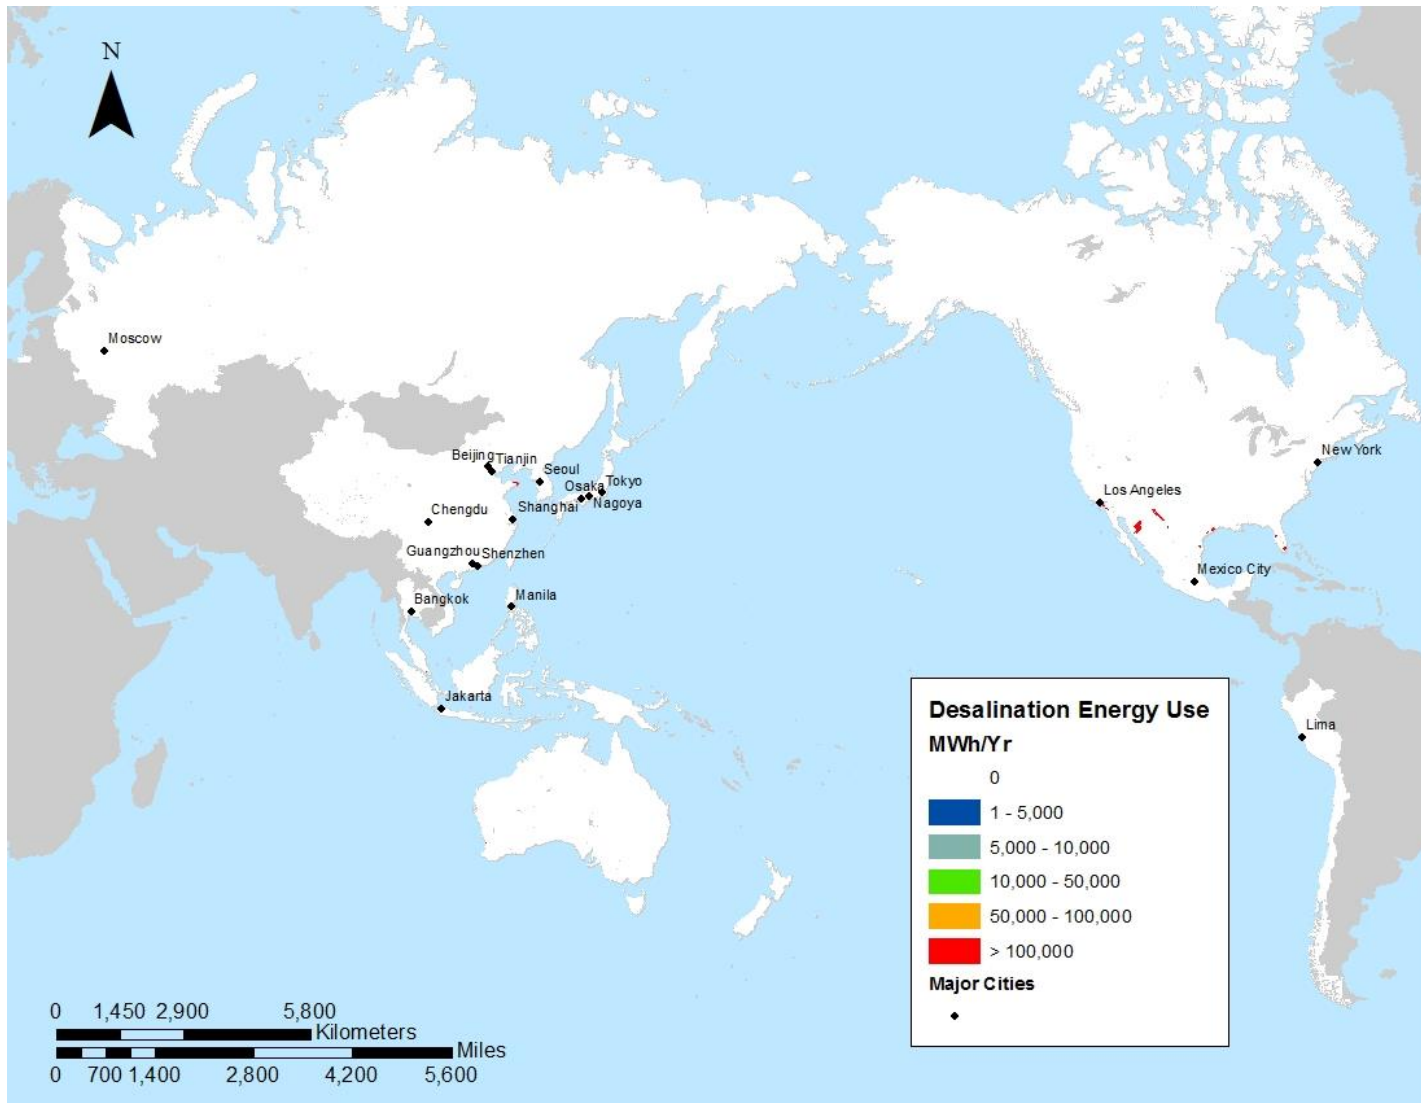 N
Moscow
Beijing
Tianjin
Seoul
Osaka
Tokyo
Nagoya
Shanghai
Chengdu
Guangzhou
Shenzhen
Bangkok
Manila
Jakarta
New York
Los Angeles
Mexico City
Lima
Desalination Energy Use
MWh/Yr
0
1 - 5,000
5,000 - 10,000
10,000 - 50,000
50,000 - 100,000
> 100,000
Major Cities
0 1,450 2,900 5,800
Kilometers
Miles
0 700 1,400 2,800 4,200 5,600